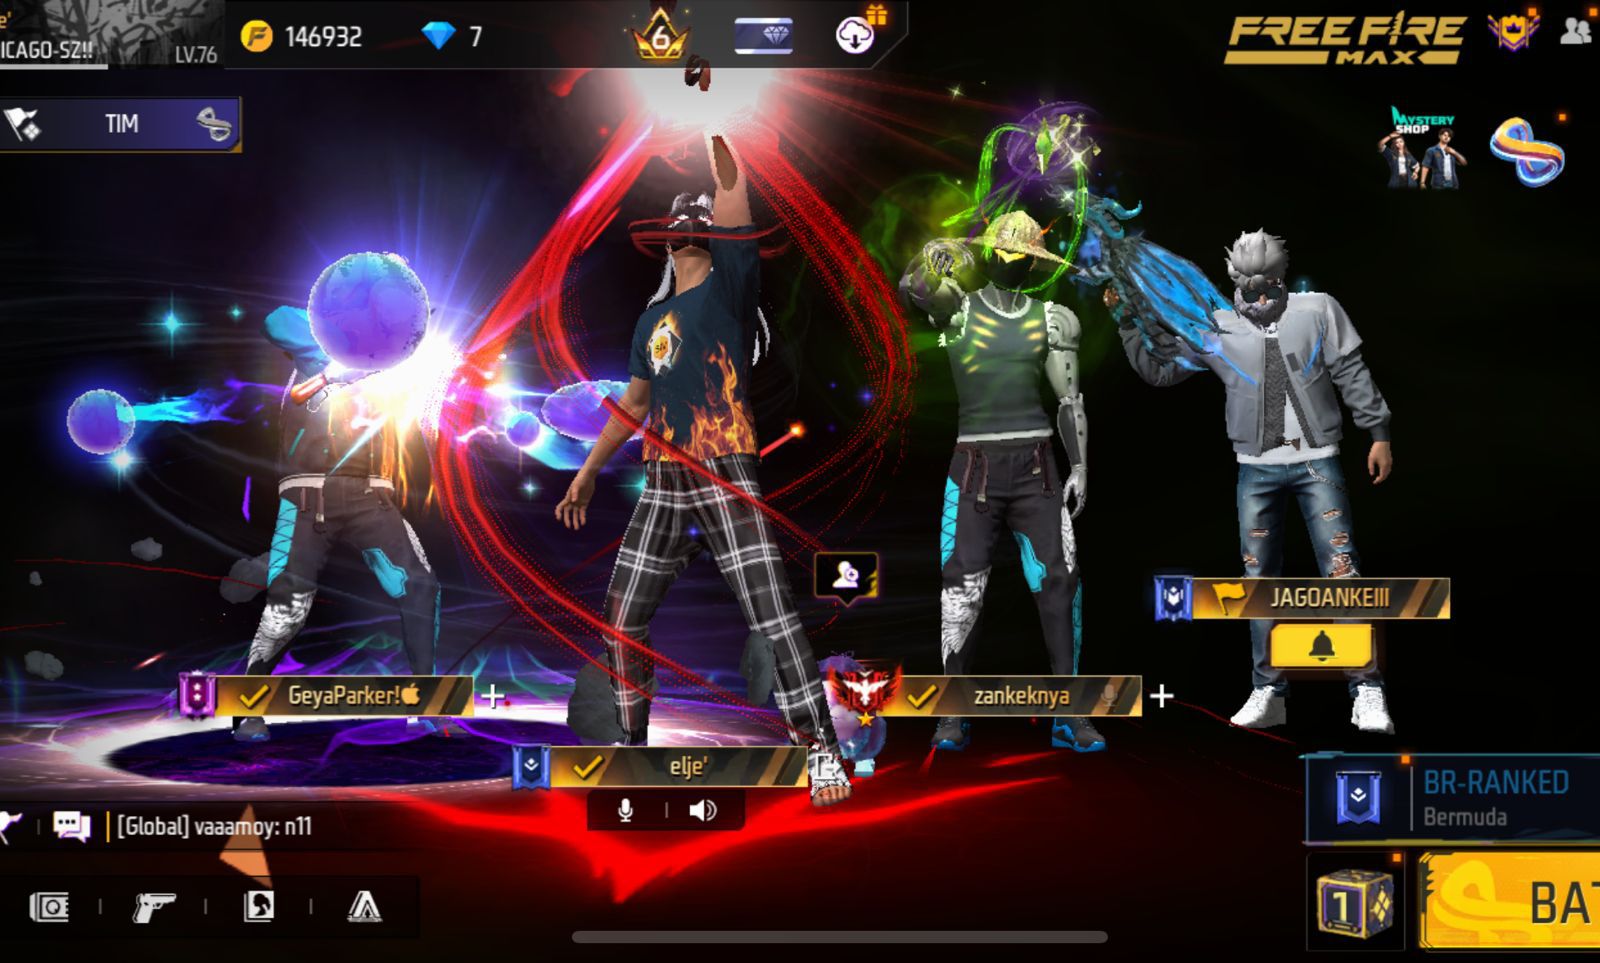 e'
ICAGO-SZ!!
LV.76
146932
7
6
FREE FIRE
MAX
TIM
MYSTERY
SHOP
JAGOANKEIII
GeyaParker!
zankeknya
elje'
BR-RANKED
Bermuda
[Global] vaaamoy: n11
1
BAT